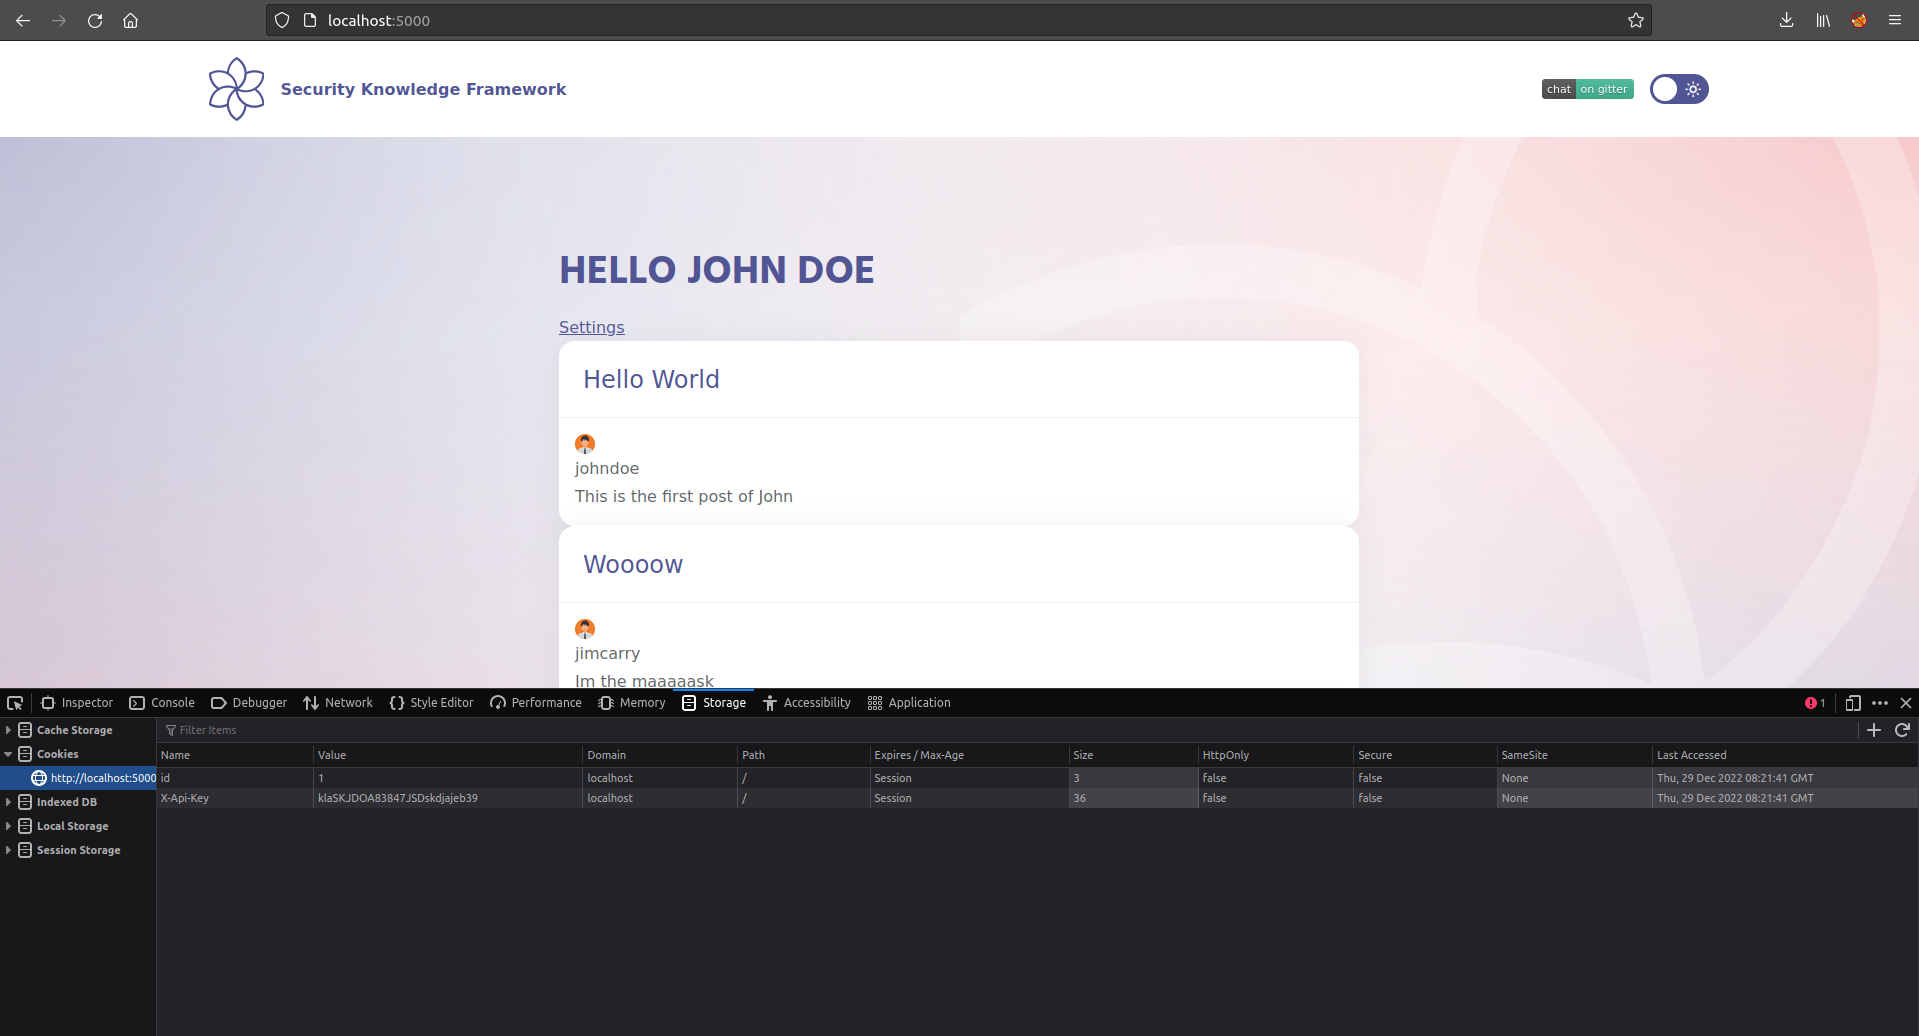 localhost:5000
Security Knowledge Framework
chat on gitter
HELLO JOHN DOE
Settings
Hello World
johndoe
This is the first post of John
Woooow
jimcarry
Im the maaaaask
Inspector Console Debugger Network Style Editor Performance Memory Storage Accessibility Application 1
Cache Storage
Cookies
http://localhost:5000
Indexed DB
Local Storage
Session Storage
Filter Items
Name Value Domain Path Expires / Max-Age Size HttpOnly Secure SameSite Last Accessed
id 1 localhost / Session 3 false false None Thu, 29 Dec 2022 08:21:41 GMT
X-Api-Key klaSKJDOA83847JSDskdjajeb39 localhost / Session 36 false false None Thu, 29 Dec 2022 08:21:41 GMT